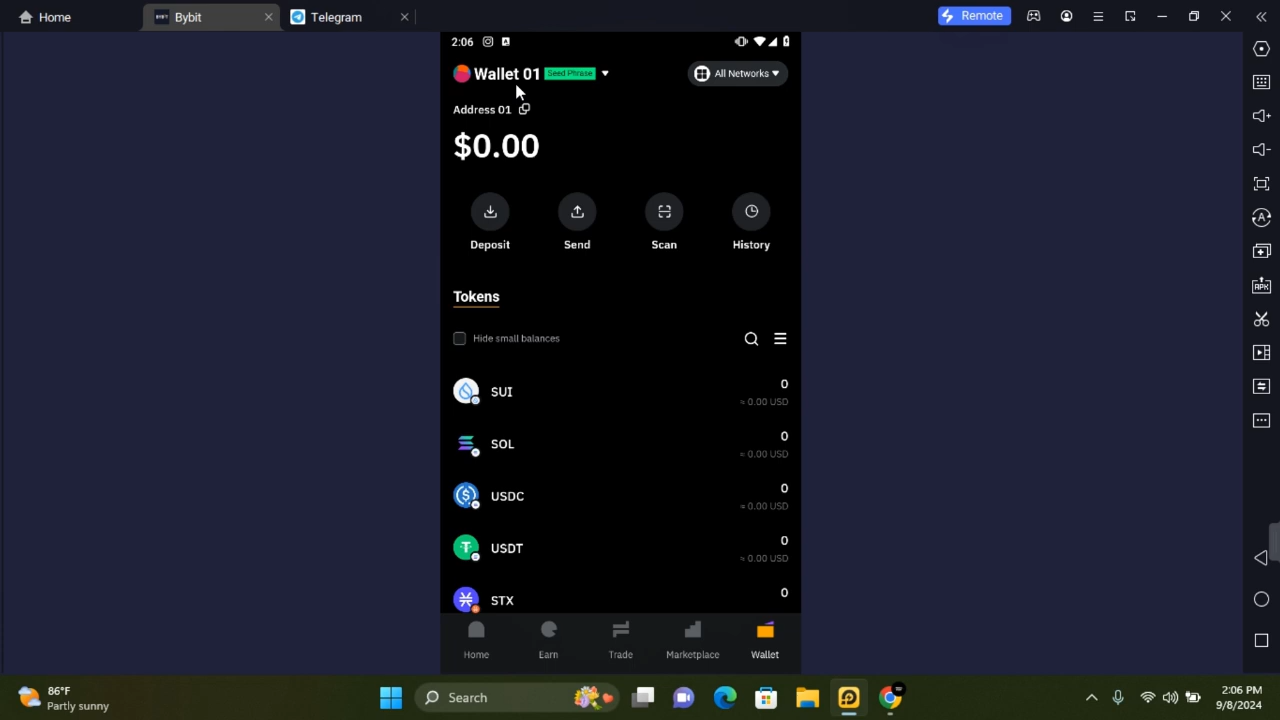 Home
Bybit
Telegram
Remote
2:06
Wallet 01 Seed Phrase
All Networks
Address 01
$0.00
Deposit
Send
Scan
History
Tokens
Hide small balances
SUI
0
≈ 0.00 USD
SOL
0
≈ 0.00 USD
USDC
0
≈ 0.00 USD
USDT
0
≈ 0.00 USD
STX
0
Home
Earn
Trade
Marketplace
Wallet
86°F
Partly sunny
Search
2:06 PM
9/8/2024